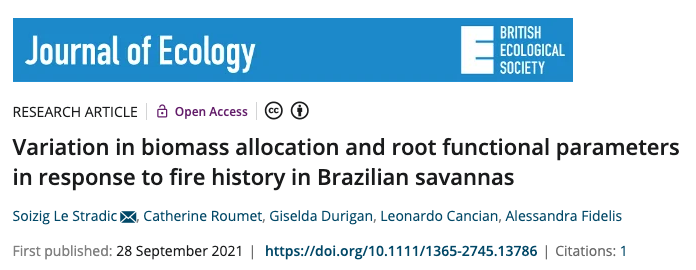 Journal of Ecology
BRITISH
ECOLOGICAL
SOCIETY
RESEARCH ARTICLE | Open Access | cc
Variation in biomass allocation and root functional parameters
in response to fire history in Brazilian savannas
Soizig Le Stradic, Catherine Roumet, Giselda Durigan, Leonardo Cancian, Alessandra Fidelis
First published: 28 September 2021 | https://doi.org/10.1111/1365-2745.13786 | Citations: 1